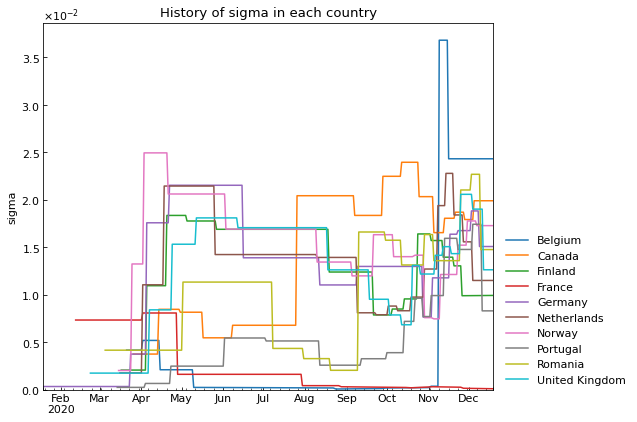 ×10⁻²
History of sigma in each country
3.5
3.0
2.5
2.0
1.5
1.0
0.5
0.0
sigma
Feb Mar Apr May Jun Jul Aug Sep Oct Nov Dec
2020
Belgium
Canada
Finland
France
Germany
Netherlands
Norway
Portugal
Romania
United Kingdom